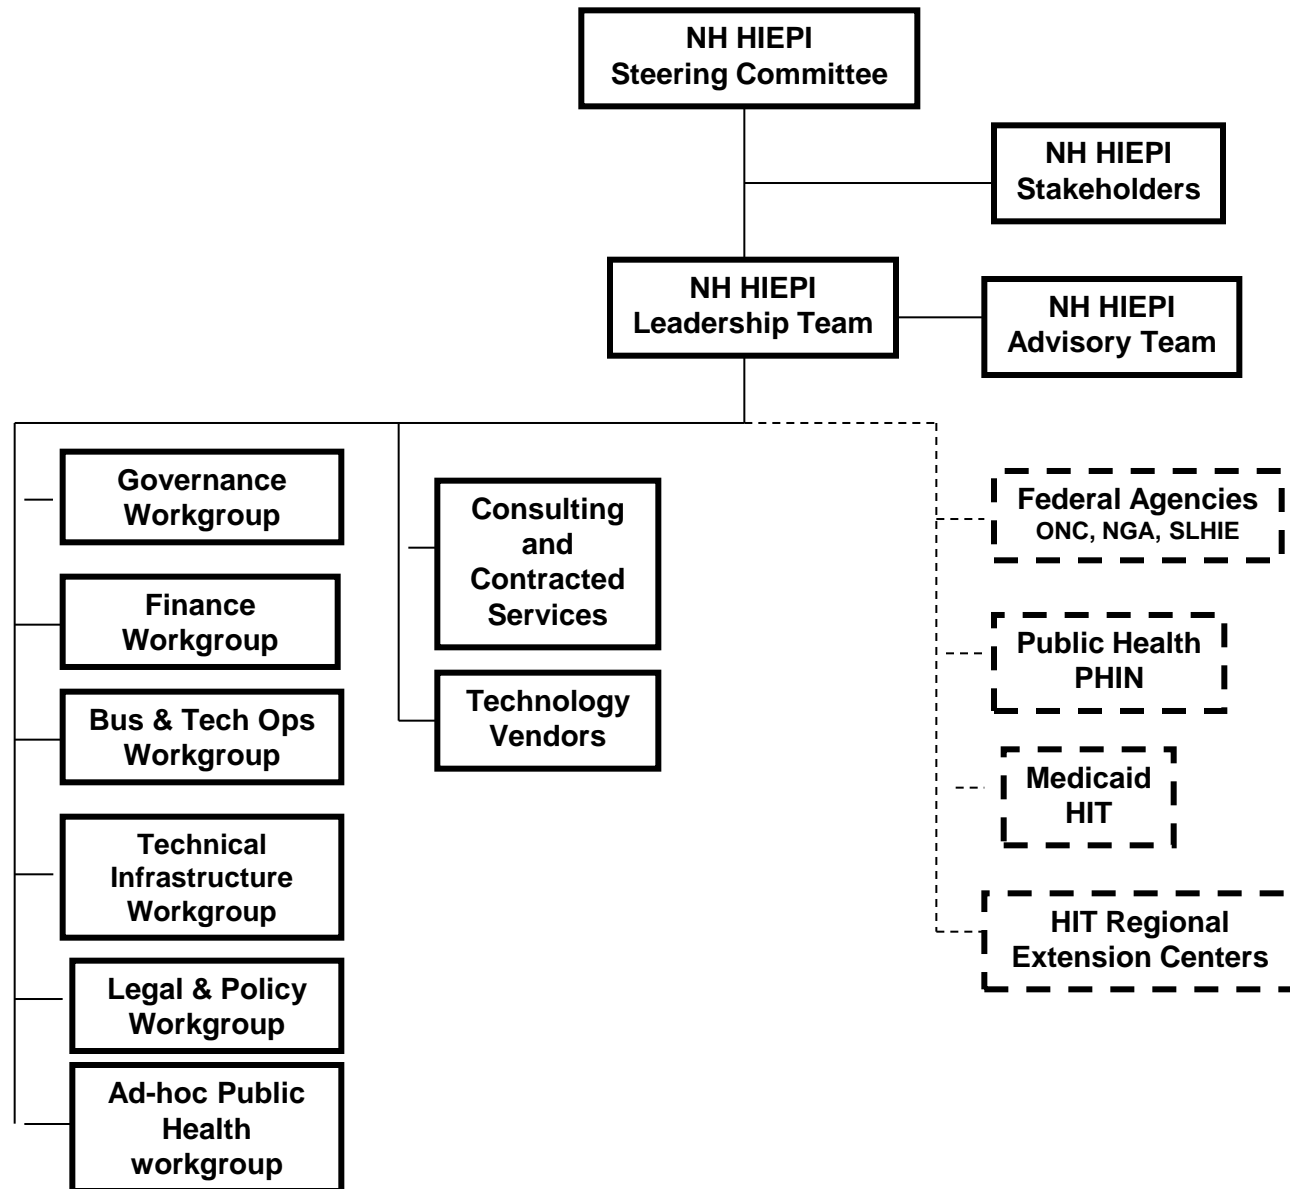 NH HIEPI
Steering Committee
NH HIEPI
Stakeholders
NH HIEPI
Leadership Team
NH HIEPI
Advisory Team
Governance
Workgroup
Finance
Workgroup
Bus & Tech Ops
Workgroup
Technical
Infrastructure
Workgroup
Legal & Policy
Workgroup
Ad-hoc Public
Health
workgroup
Consulting
and
Contracted
Services
Technology
Vendors
Federal Agencies
ONC, NGA, SLHIE
Public Health
PHIN
Medicaid
HIT
HIT Regional
Extension Centers